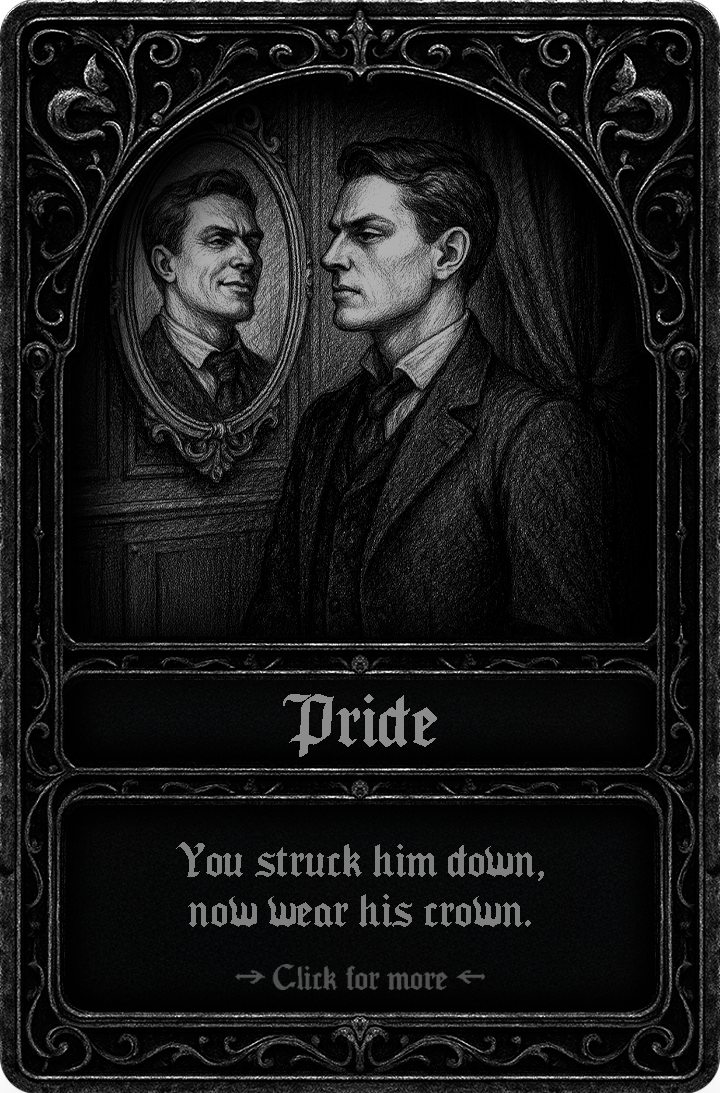 Pride
You struck him down,
now wear his crown.
→ Click for more ←